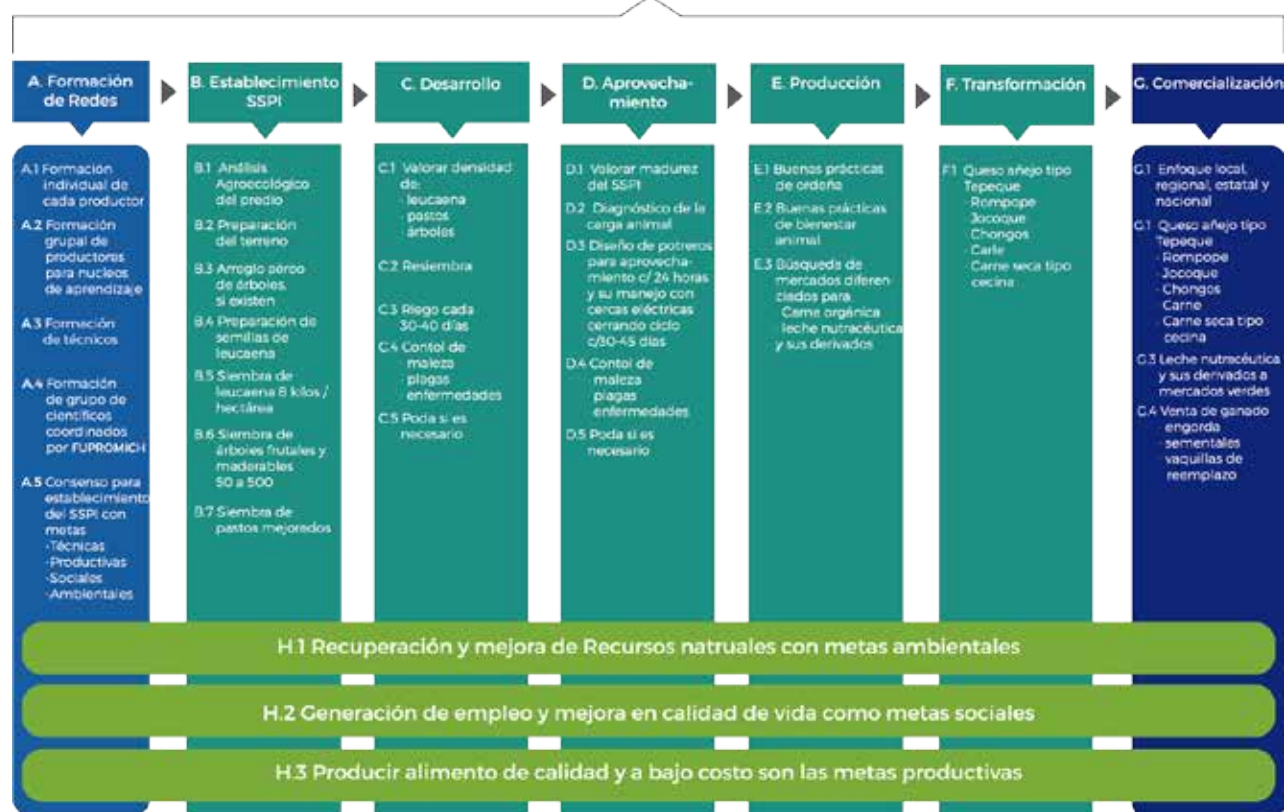 A. Formación
de Redes
B. Establecimiento
SSPI
C. Desarrollo
D. Aprovecha-
miento
E. Producción
F. Transformación
G. Comercialización
A.1 Formación
individual de
cada productor
A.2 Formación
grupal de
productores
para nucleos
de aprendizaje
A.3 Formación
de técnicos
A.4 Formación
de grupo de
científicos
coordinados
por FUPROMICH
A.5 Consenso para
establecimiento
del SSPI con
metas
-Técnicas
-Productivas
-Sociales
-Ambientales
B.1 Análisis
Agroecológico
del predio
B.2 Preparación
del terreno
B.3 Arreglo aéreo
de árboles,
si existen
B.4 Preparación de
semillas de
leucaena
B.5 Siembra de
leucaena 8 kilos /
hectárea
B.6 Siembra de
árboles frutales y
maderables
50 a 500
B.7 Siembra de
pastos mejorados
C.1 Valorar densidad
de:
leucaena
pastos
árboles
C.2 Resiembra
C.3 Riego cada
30-40 días
C.4 Contol de
maleza
plagas
enfermedades
C.5 Poda si es
necesario
D.1 Valorar madurez
del SSPI
D.2 Diagnóstico de la
carga animal
D.3 Diseño de potreros
para aprovecha-
miento c/ 24 horas
y su manejo con
cercas eléctricas
cerrando ciclo
c/30-45 días
D.4 Contol de
maleza
plagas
enfermedades
D.5 Poda si es
necesario
E.1 Buenas prácticas
de ordeña
E.2 Buenas prácticas
de bienestar
animal
E.3 Búsqueda de
mercados diferen
ciados para
Carne orgánica
leche nutracéutica
y sus derivados
F.1 Queso añejo tipo
Tepeque
· Rompope
· Jocoque
· Chongos
· Carle
· Carne seca tipo
cecina
G.1 Enfoque local,
regional, estatal y
nacional
G.1 Queso añejo tipo
Tepeque
· Rompope
· Jocoque
· Chongos
· Carne
· Carne seca tipo
cecina
G.3 Leche nutracéutica
y sus derivados a
mercados verdes
G.4 Venta de ganado
engorda
sementales
vaquillas de
reemplazo
H.1 Recuperación y mejora de Recursos natruales con metas ambientales
H.2 Generación de empleo y mejora en calidad de vida como metas sociales
H.3 Producir alimento de calidad y a bajo costo son las metas productivas